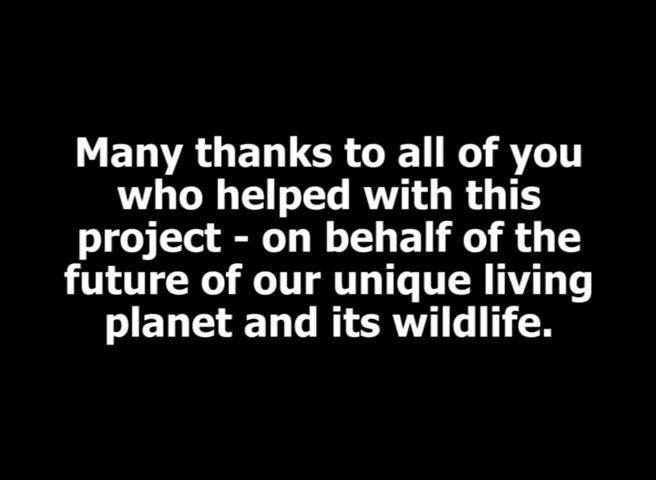 Many thanks to all of you
who helped with this
project - on behalf of the
future of our unique living
planet and its wildlife.